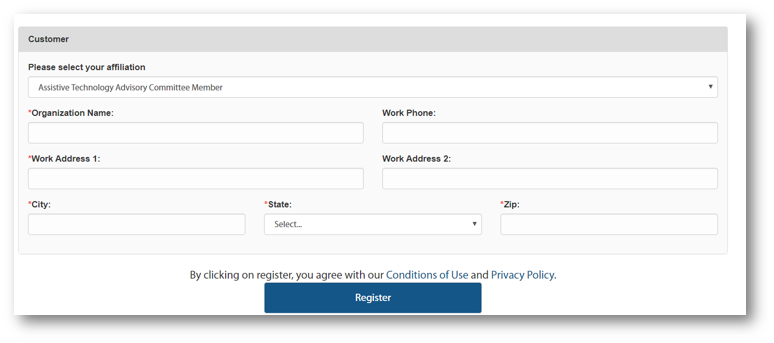 Customer
Please select your affiliation
Assistive Technology Advisory Committee Member
*Organization Name: Work Phone:
*Work Address 1: Work Address 2:
*City: *State: *Zip:
Select...
By clicking on register, you agree with our Conditions of Use and Privacy Policy.
Register